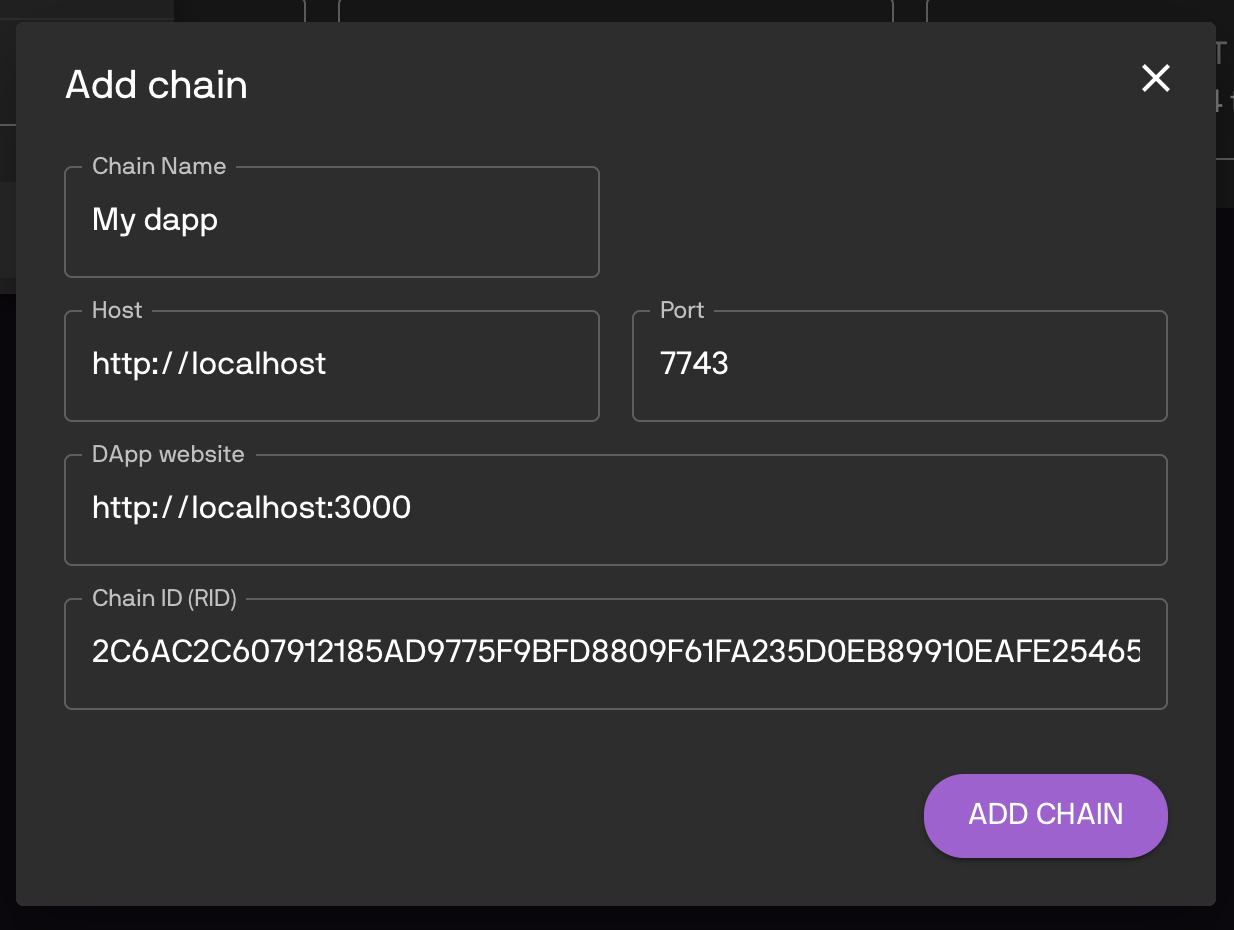 Add chain
Chain Name
My dapp
Host
http://localhost
Port
7743
DApp website
http://localhost:3000
Chain ID (RID)
2C6AC2C607912185AD9775F9BFD8809F61FA235D0EB89910EAFE25465
ADD CHAIN